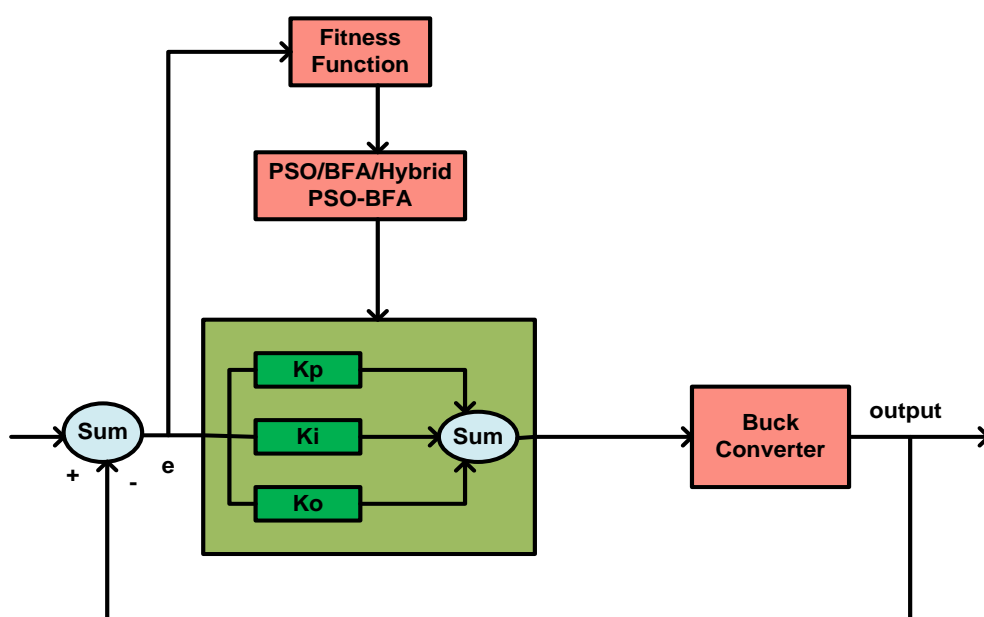 Fitness
Function
PSO/BFA/Hybrid
PSO-BFA
Kp
Ki
Ko
Sum
Sum
+
-
e
Buck
Converter
output